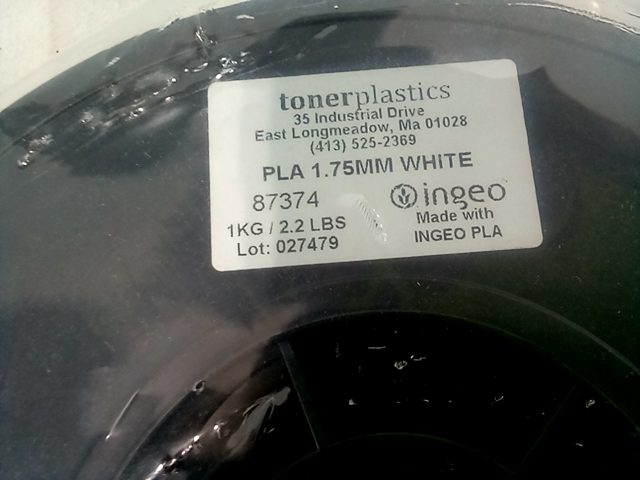 tonerplastics
35 Industrial Drive
East Longmeadow, Ma 01028
(413) 525-2369
PLA 1.75MM WHITE
87374
ingeo
1KG / 2.2 LBS
Made with
Lot: 027479
INGEO PLA